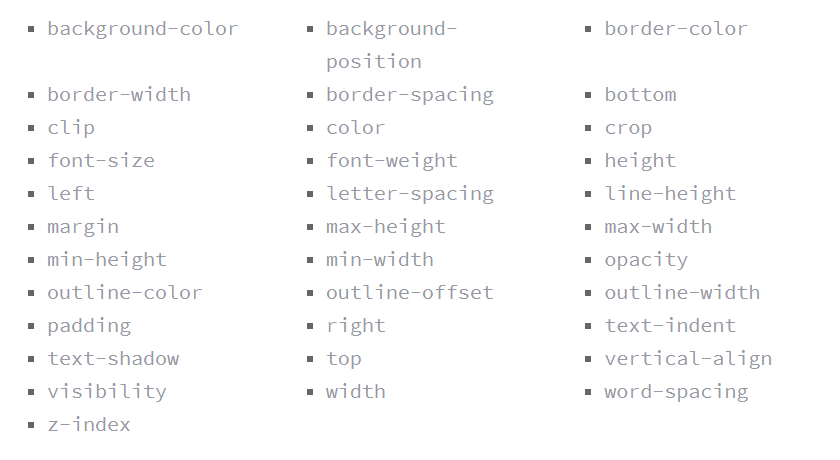 background-color
background-
position
border-color
border-width
border-spacing
bottom
clip
color
crop
font-size
font-weight
height
left
letter-spacing
line-height
margin
max-height
max-width
min-height
min-width
opacity
outline-color
outline-offset
outline-width
padding
right
text-indent
text-shadow
top
vertical-align
visibility
width
word-spacing
z-index